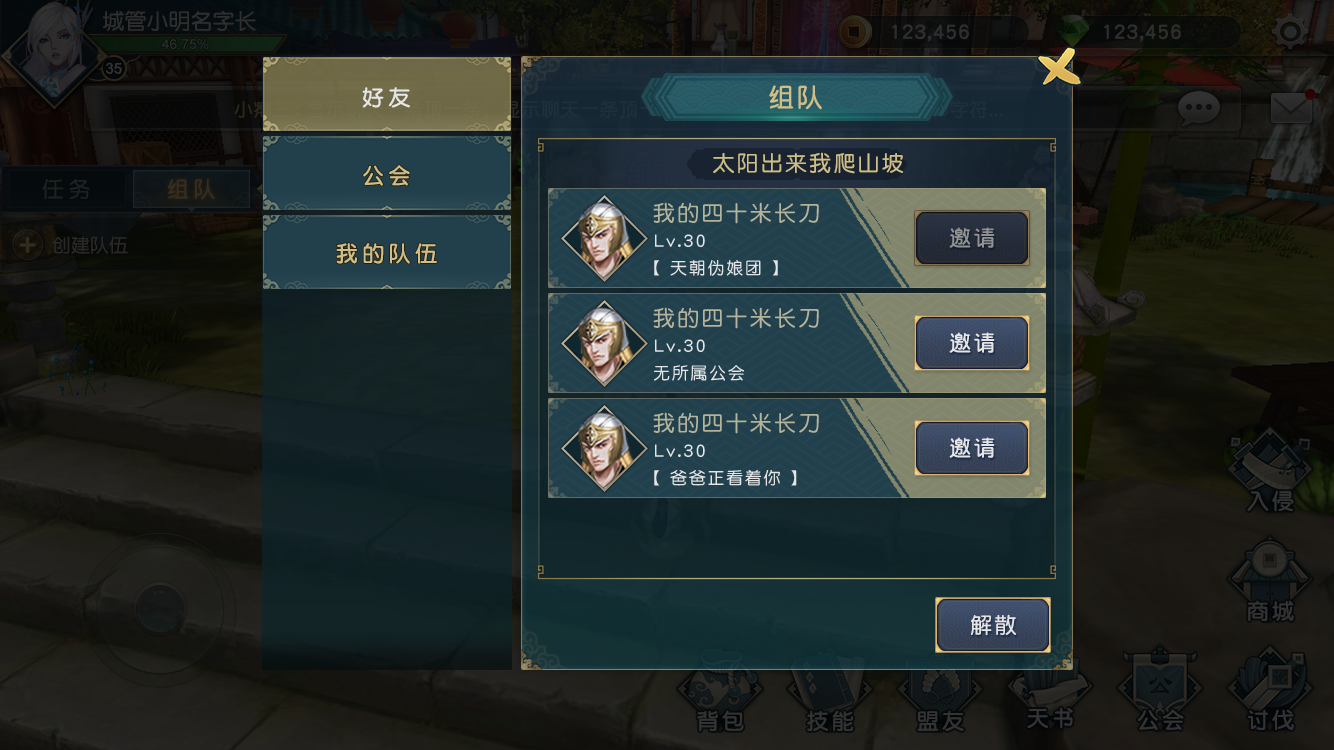 城管小明名字长
46.75%
35
123,456
123,456
任务
组队
创建队伍
好友
公会
我的队伍
组队
太阳出来我爬山坡
我的四十米长刀
Lv.30
【 天朝伪娘团 】
邀请
我的四十米长刀
Lv.30
无所属公会
邀请
我的四十米长刀
Lv.30
【 爸爸正看着你 】
邀请
解散
入侵
商城
背包
技能
盟友
天书
公会
讨伐